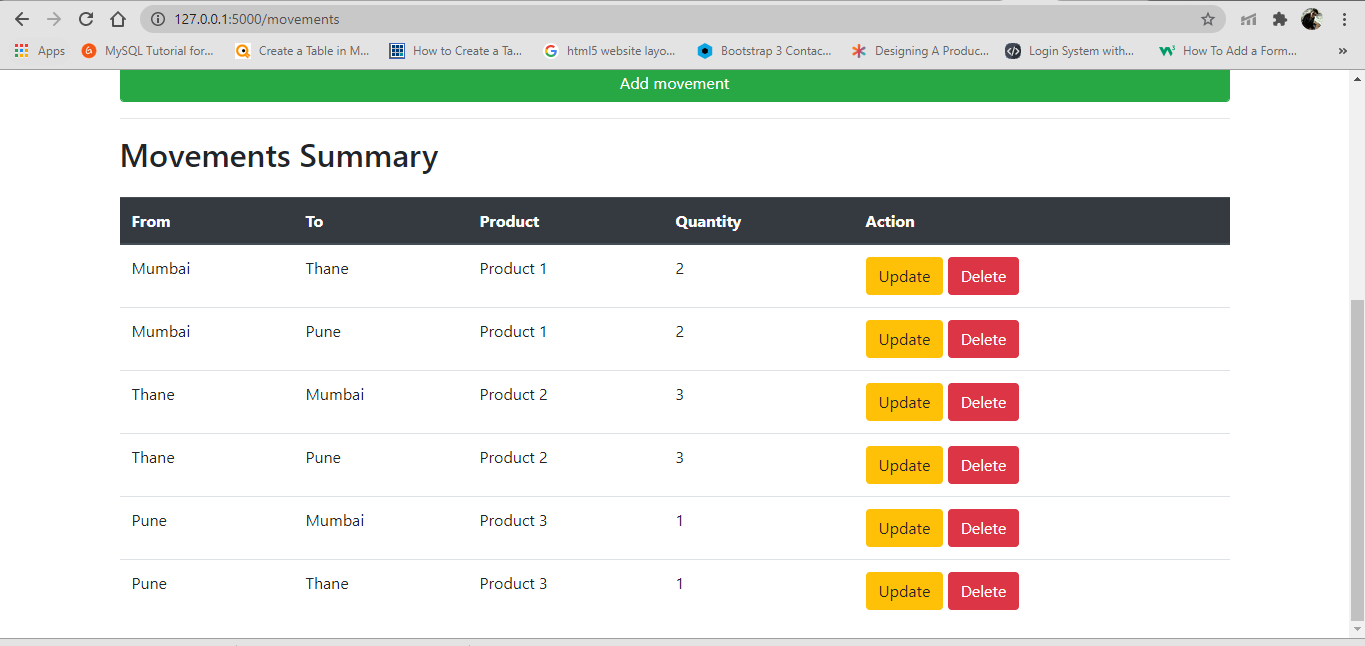 127.0.0.1:5000/movements
Apps MySQL Tutorial for... Create a Table in M... How to Create a Ta... html5 website layo... Bootstrap 3 Contac... Designing A Produc... Login System with... How To Add a Form... »
Add movement
Movements Summary
From To Product Quantity Action
Mumbai Thane Product 1 2 Update Delete
Mumbai Pune Product 1 2 Update Delete
Thane Mumbai Product 2 3 Update Delete
Thane Pune Product 2 3 Update Delete
Pune Mumbai Product 3 1 Update Delete
Pune Thane Product 3 1 Update Delete